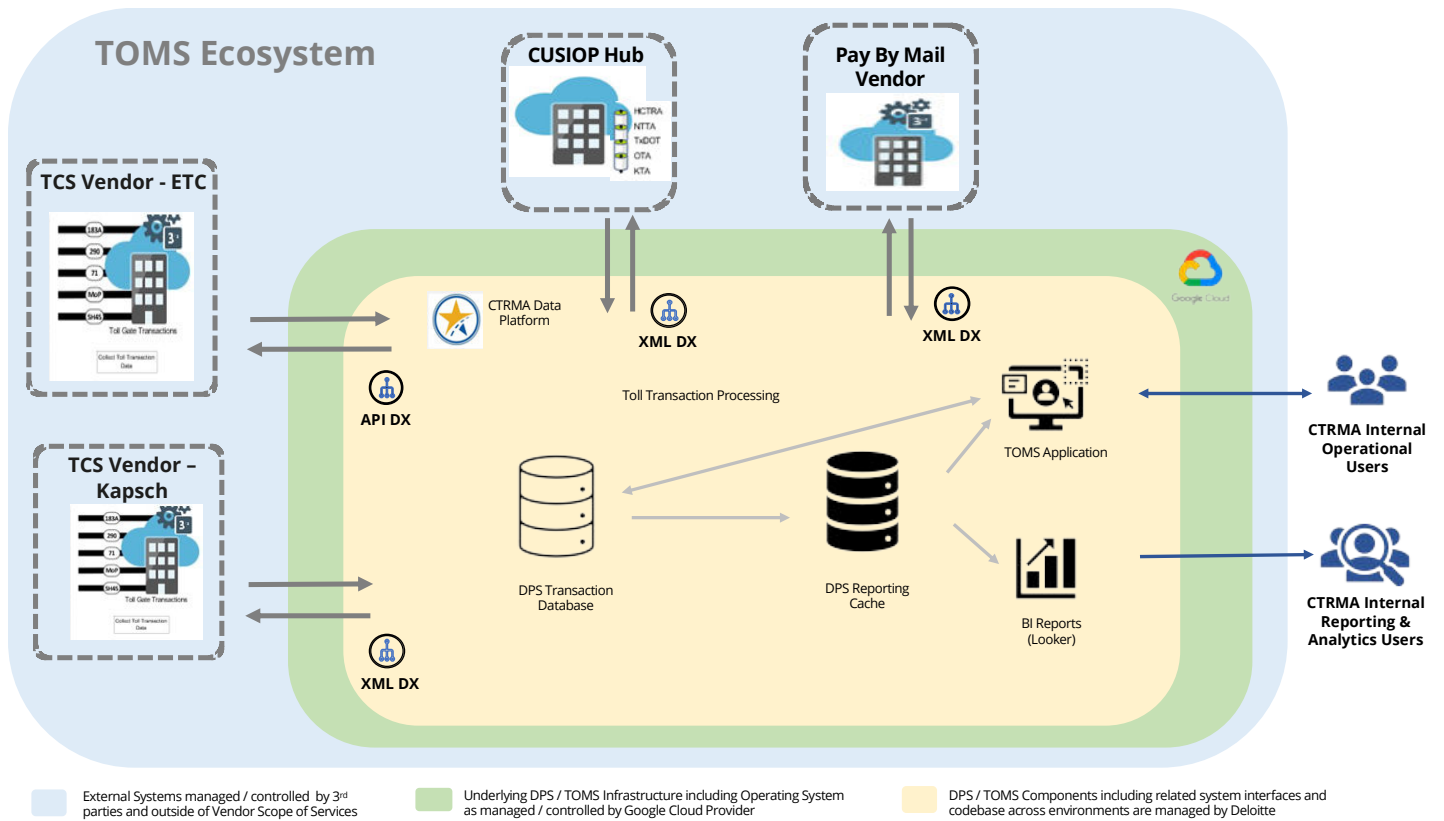 TOMS Ecosystem
CUSIOP Hub
HCTRA
NTTA
TxDOT
OTA
KTA
Pay By Mail
Vendor
TCS Vendor - ETC
183A
290
71
MoP
SH45
3
Toll Gate Transactions
Collect Toll Transaction
Data
TCS Vendor –
Kapsch
183A
290
71
MoP
SH45
3
Toll Gate Transactions
Collect Toll Transaction
Data
Google Cloud
CTRMA Data
Platform
XML DX
XML DX
API DX
XML DX
Toll Transaction Processing
TOMS Application
DPS Transaction
Database
DPS Reporting
Cache
BI Reports
(Looker)
CTRMA Internal
Operational
Users
CTRMA Internal
Reporting &
Analytics Users
External Systems managed / controlled by 3rd
parties and outside of Vendor Scope of Services
Underlying DPS / TOMS Infrastructure including Operating System
as managed / controlled by Google Cloud Provider
DPS / TOMS Components including related system interfaces and
codebase across environments are managed by Deloitte